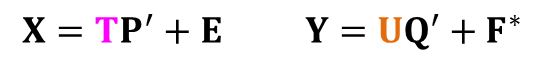 X = TP′ + E Y = UQ′ + F*